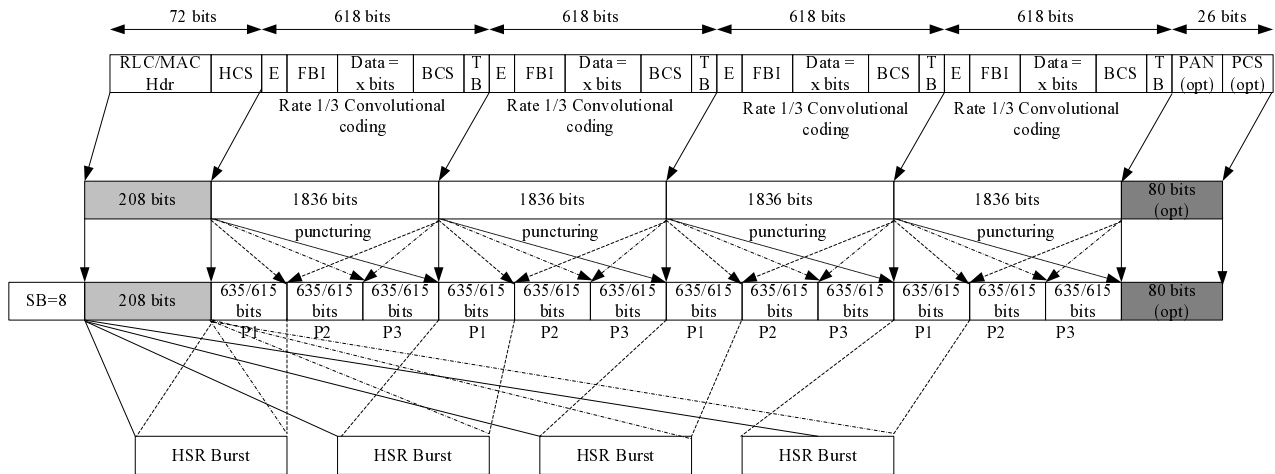 72 bits 618 bits 618 bits 618 bits 618 bits 26 bits
RLC/MAC Hdr HCS E FBI Data = x bits BCS TB E FBI Data = x bits BCS TB E FBI Data = x bits BCS TB E FBI Data = x bits BCS TB PAN (opt) PCS (opt)
Rate 1/3 Convolutional coding Rate 1/3 Convolutional coding Rate 1/3 Convolutional coding Rate 1/3 Convolutional coding
208 bits 1836 bits 1836 bits 1836 bits 1836 bits 80 bits (opt)
puncturing puncturing puncturing puncturing
SB=8 208 bits 635/615 bits 635/615 bits 635/615 bits 635/615 bits 635/615 bits 635/615 bits 635/615 bits 635/615 bits 635/615 bits 635/615 bits 635/615 bits 635/615 bits 80 bits (opt)
P1 P2 P3 P1 P2 P3 P1 P2 P3 P1 P2 P3
HSR Burst HSR Burst HSR Burst HSR Burst